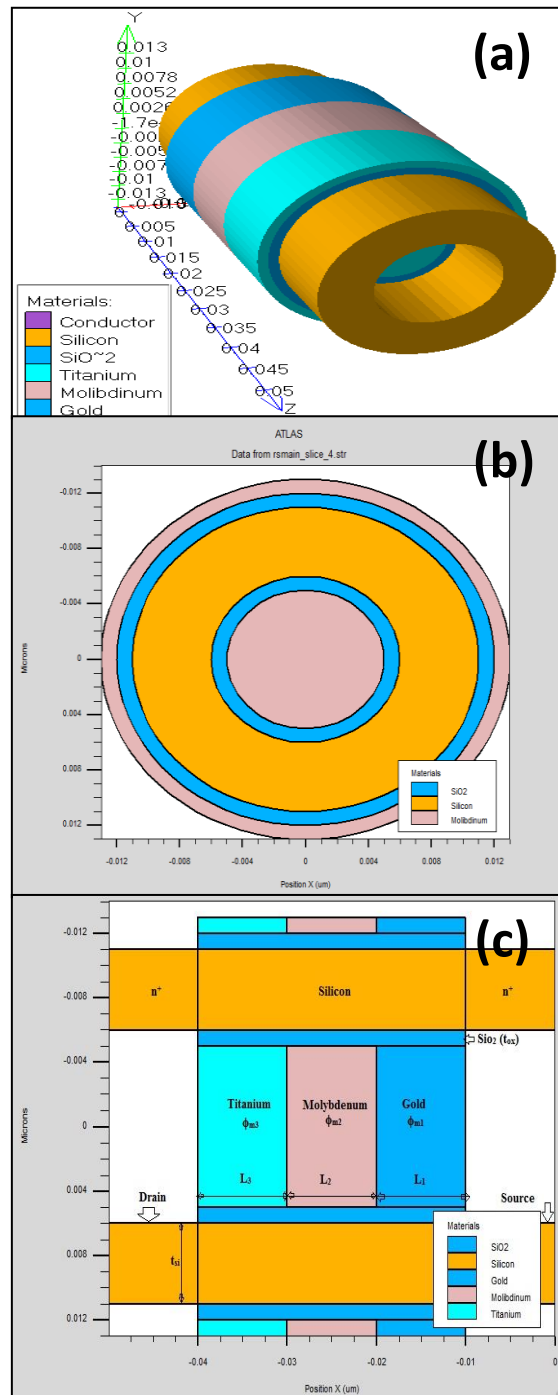 (a)
Y
0.013
0.01
0.0078
0.0052
0.0026
-1.7e
-0.01
-0.013
0
0.005
0.01
0.015
0.02
0.025
0.03
0.035
0.04
0.045
0.05
Z
Materials:
Conductor
Silicon
SiO~2
Titanium
Molibdinum
Gold
ATLAS
Data from rsmain_slice_4.str
(b)
-0.012
-0.008
-0.004
0
0.004
0.008
0.012
Microns
Materials
SiO2
Silicon
Molibdinum
-0.012 -0.008 -0.004 0 0.004 0.008 0.012
Position X (um)
(c)
-0.012
-0.008
-0.004
0
0.004
0.008
0.012
Microns
n⁺ Silicon n⁺
Sio₂ (tₒₓ)
Titanium Molybdenum Gold
ϕm3 ϕm2 ϕm1
L₃ L₂ L₁
Drain Source
tsi
Materials
SiO2
Silicon
Gold
Molibdinum
Titanium
-0.04 -0.03 -0.02 -0.01 0
Position X (um)